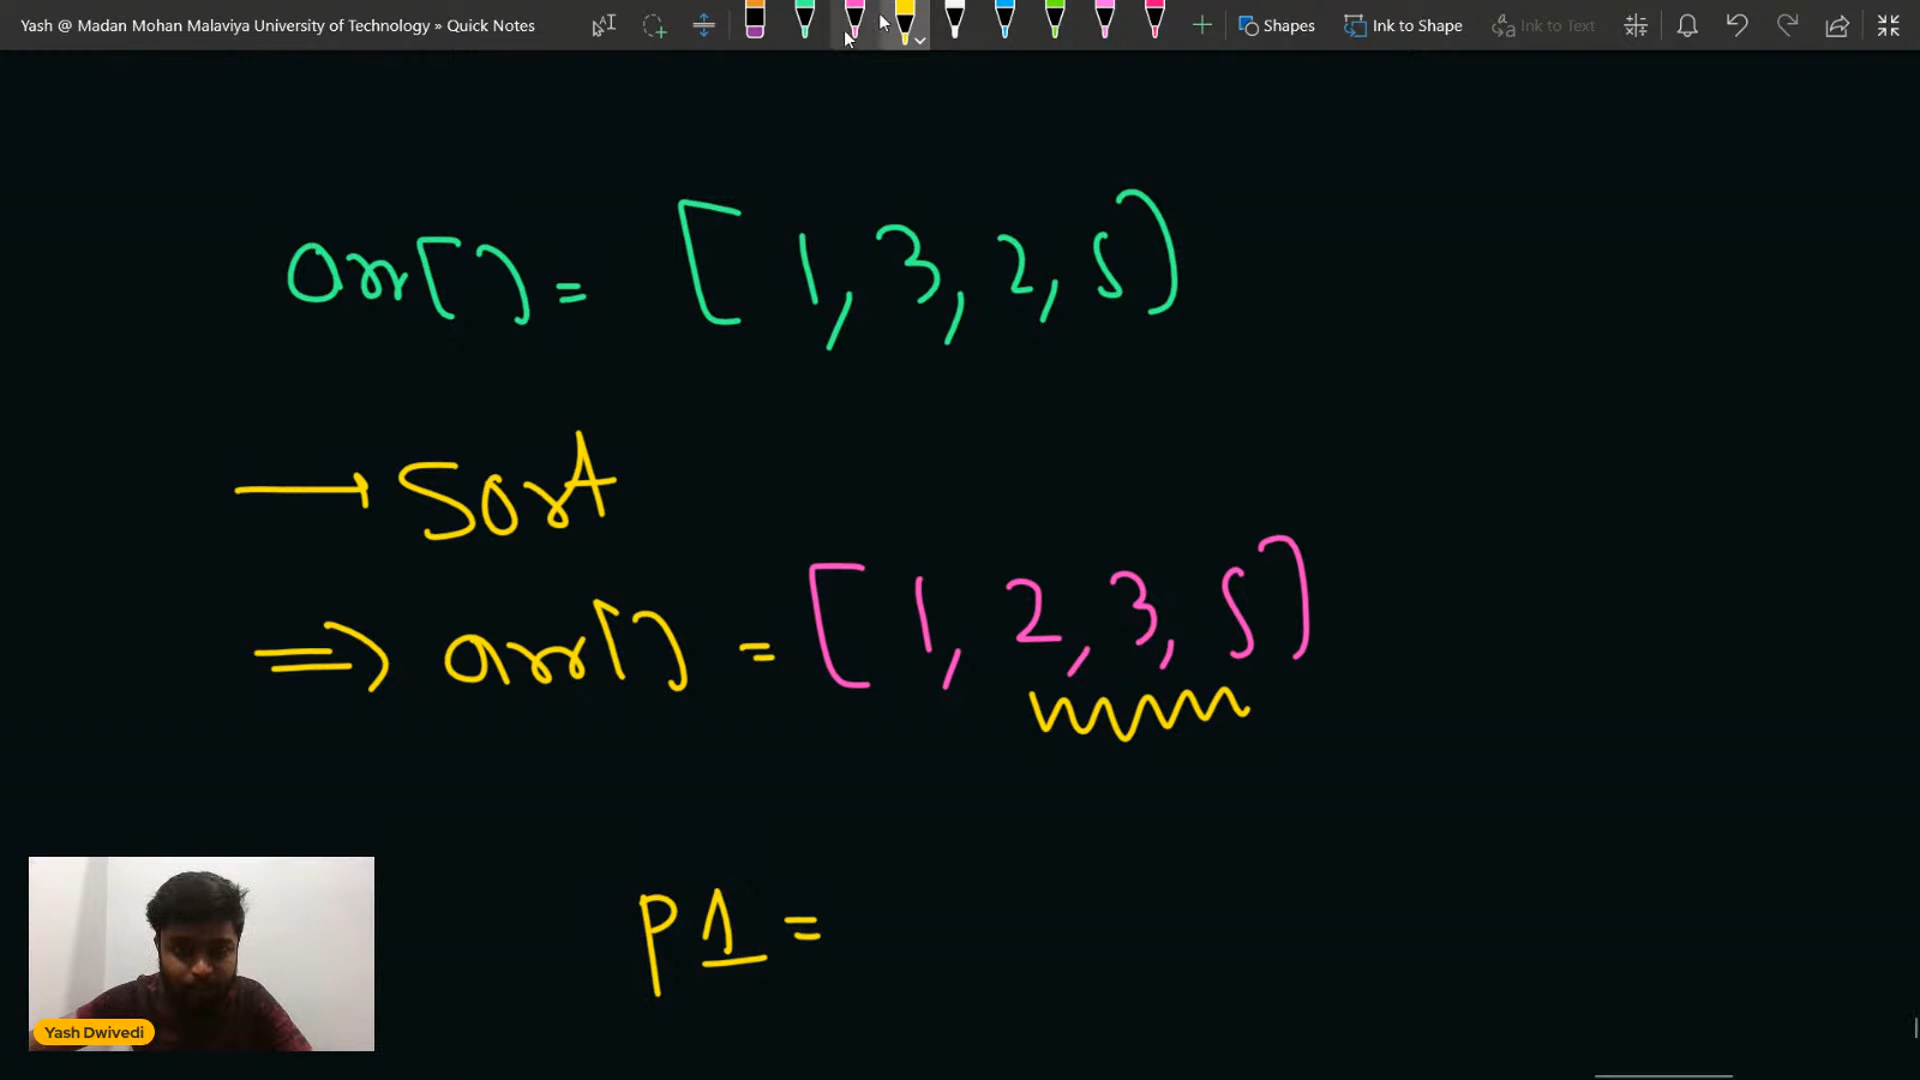 Yash @ Madan Mohan Malaviya University of Technology » Quick Notes
Shapes
Ink to Shape
Ink to Text
arr[] = [1, 3, 2, 5]
→ Sort
⇒ arr[] = [1, 2, 3, 5]
P1 =
Yash Dwivedi